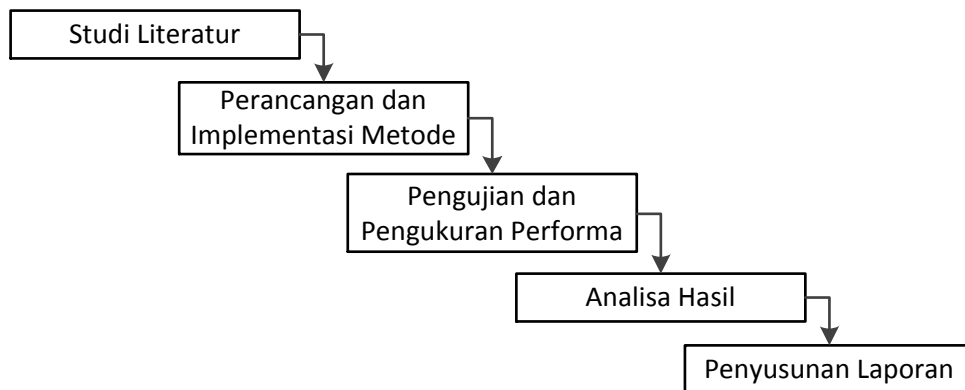 Studi Literatur
Perancangan dan
Implementasi Metode
Pengujian dan
Pengukuran Performa
Analisa Hasil
Penyusunan Laporan